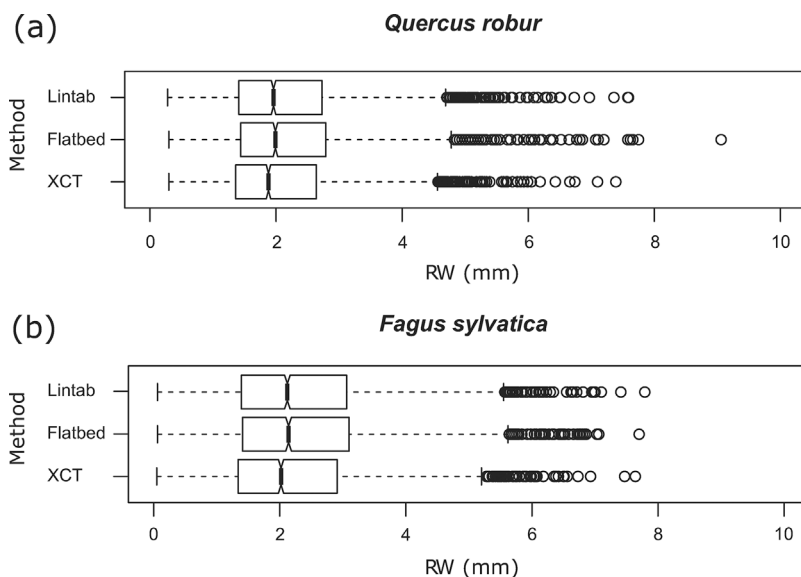 (a)
Quercus robur
Method
Lintab
Flatbed
XCT
0 2 4 6 8 10
RW (mm)
(b)
Fagus sylvatica
Method
Lintab
Flatbed
XCT
0 2 4 6 8 10
RW (mm)